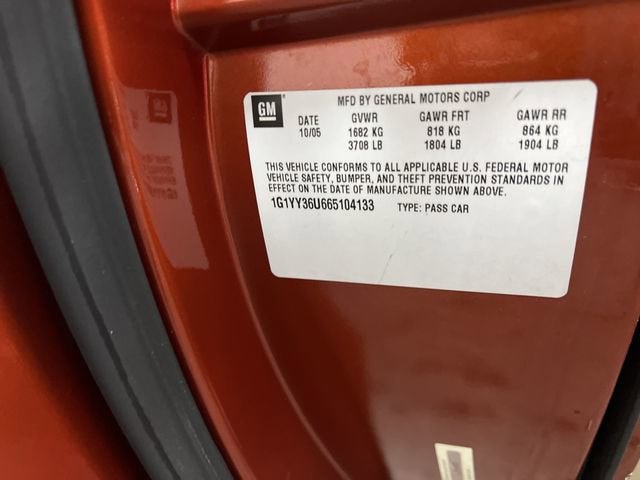 GM
MFD BY GENERAL MOTORS CORP
DATE GVWR GAWR FRT GAWR RR
10/05 1682 KG 818 KG 864 KG
3708 LB 1804 LB 1904 LB
THIS VEHICLE CONFORMS TO ALL APPLICABLE U.S. FEDERAL MOTOR
VEHICLE SAFETY, BUMPER, AND THEFT PREVENTION STANDARDS IN
EFFECT ON THE DATE OF MANUFACTURE SHOWN ABOVE.
1G1YY36U665104133 TYPE: PASS CAR